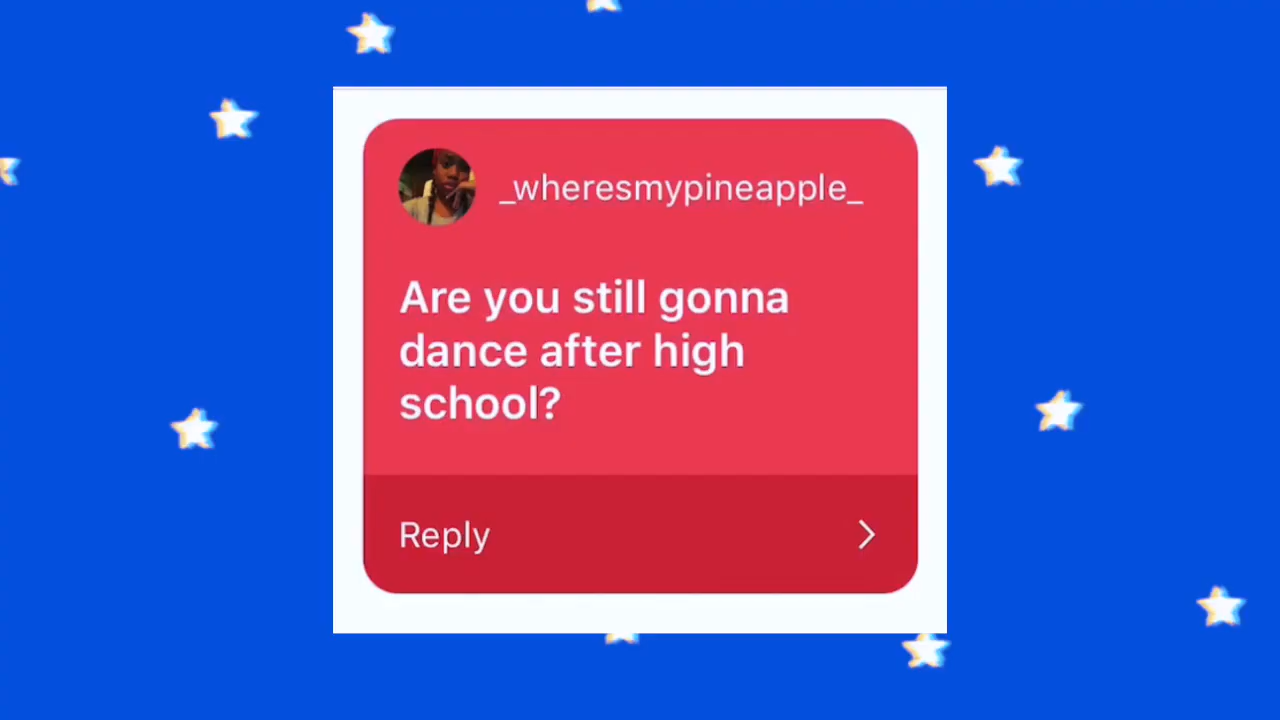 _wheresmypineapple_
Are you still gonna
dance after high
school?
Reply